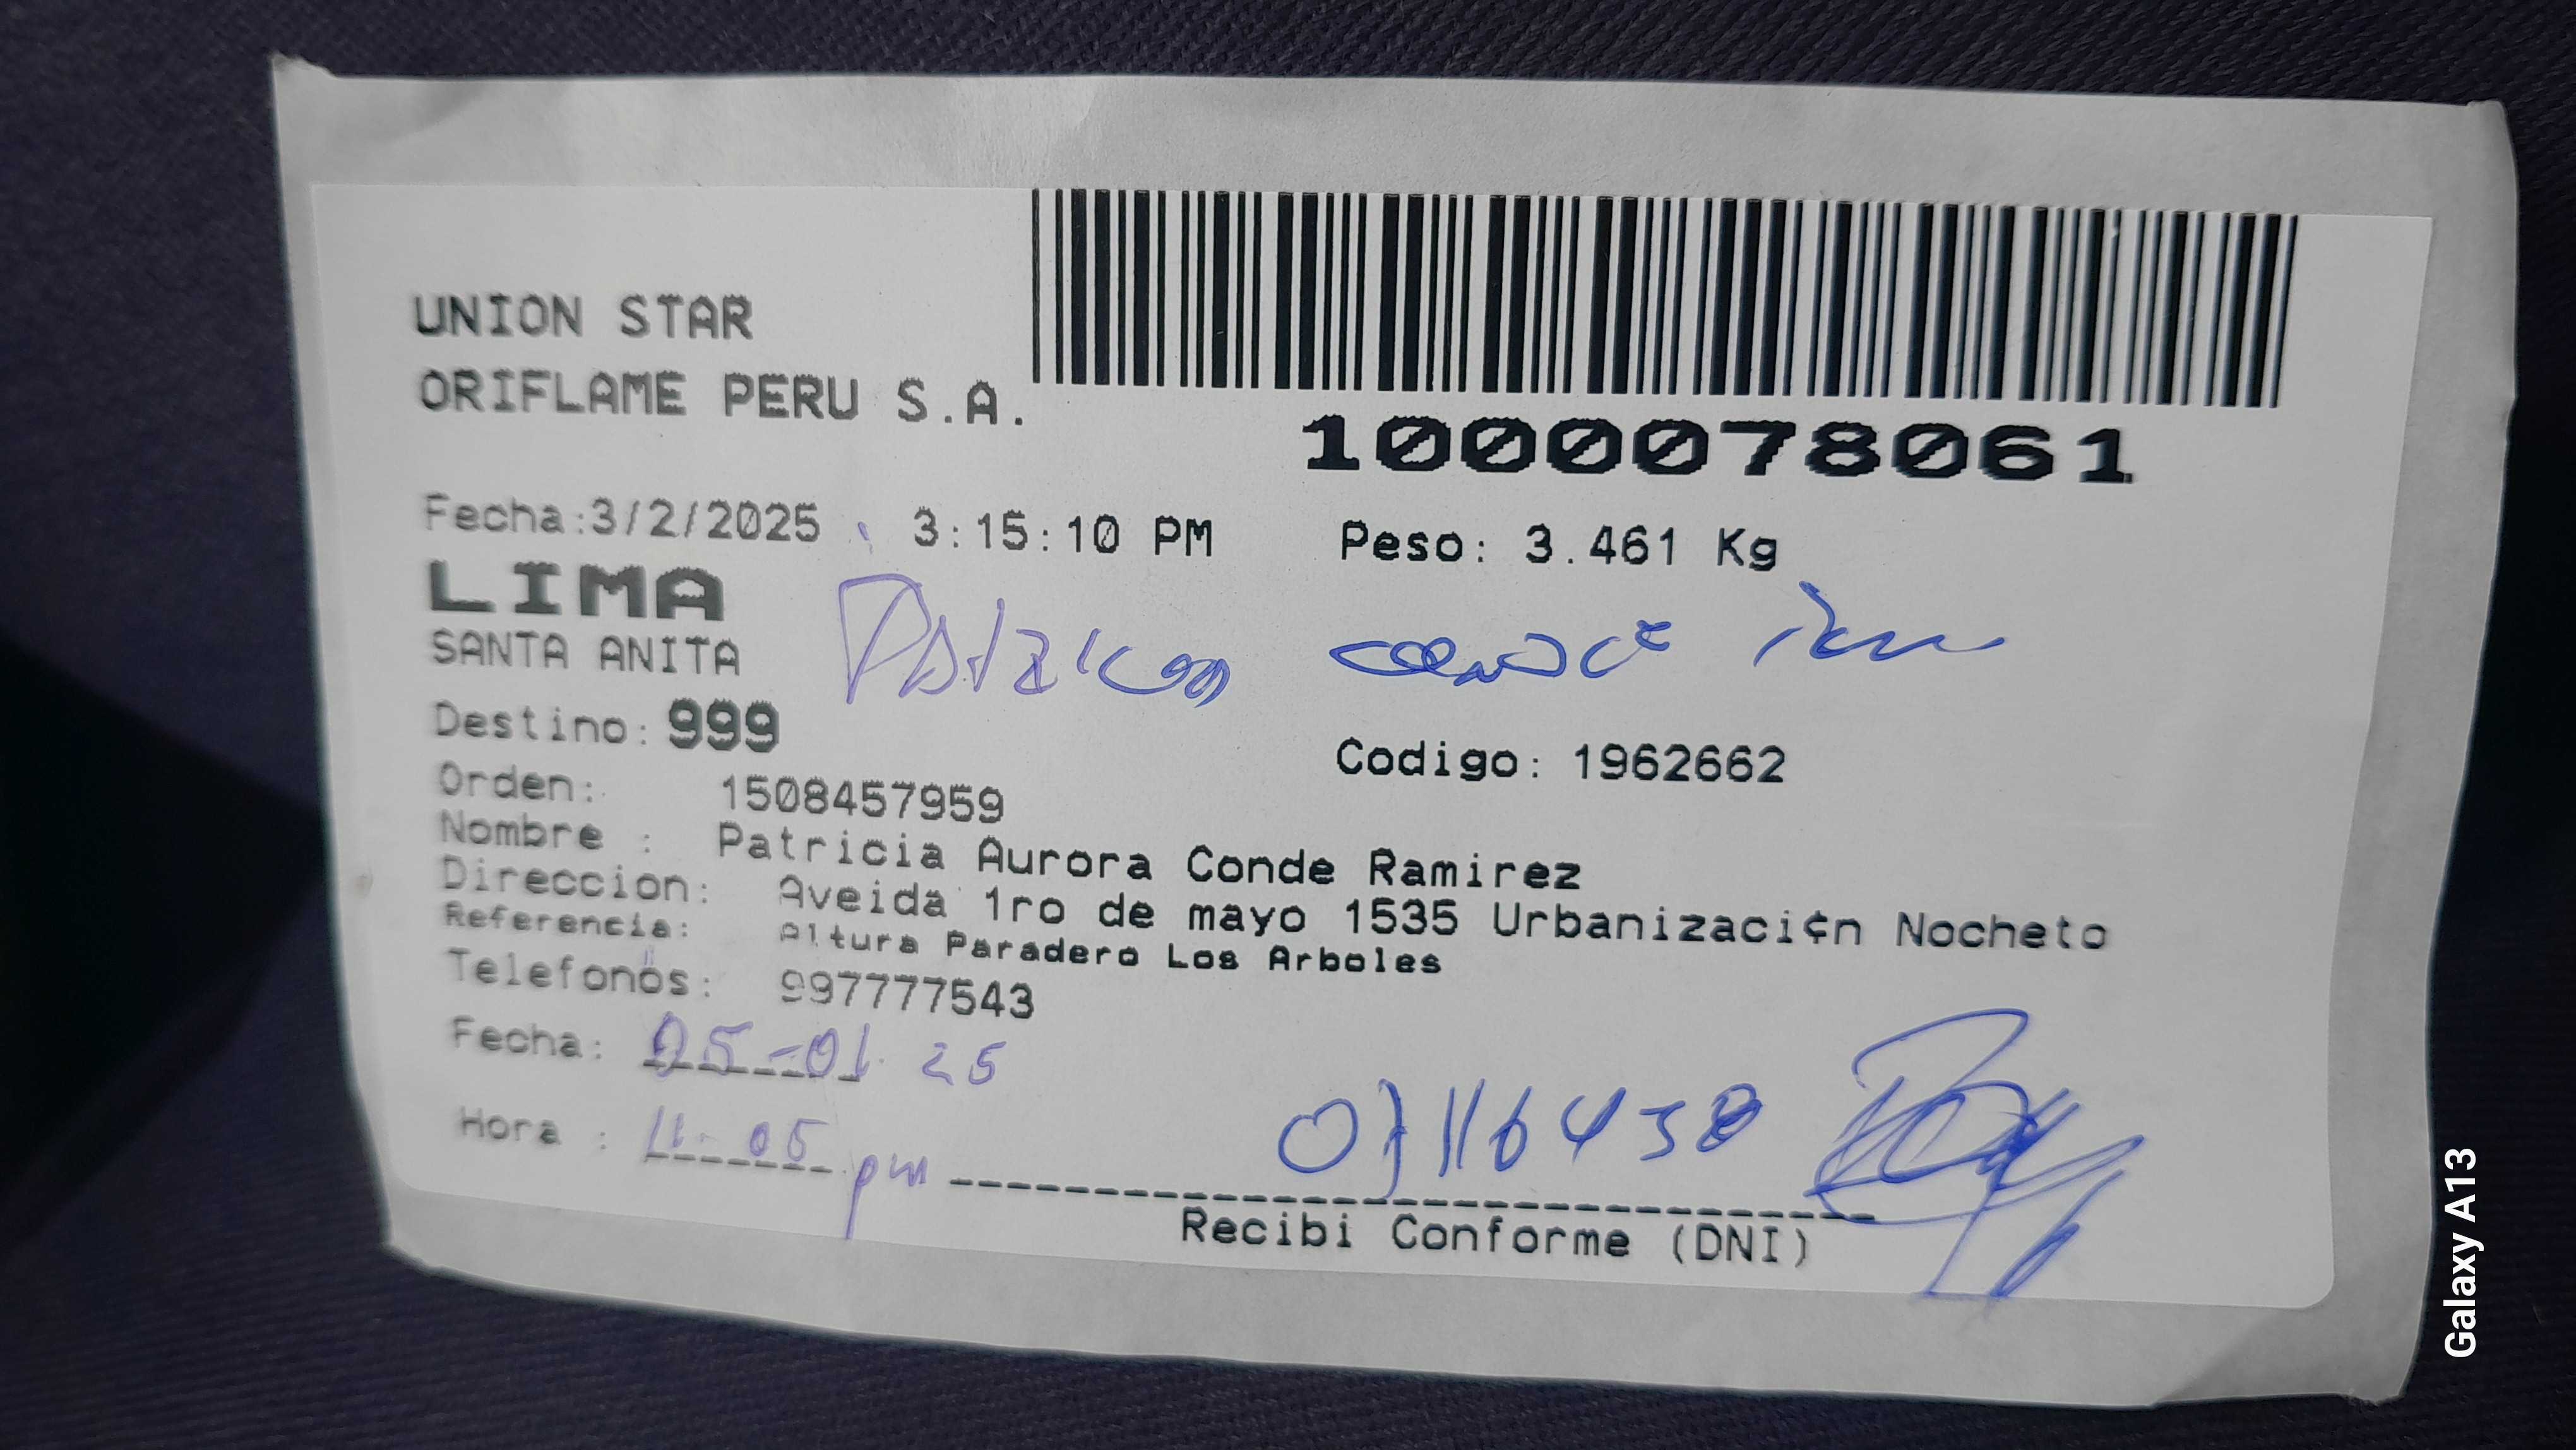 UNION STAR
ORIFLAME PERU S.A.
1000078061
Fecha:3/2/2025 3:15:10 PM Peso: 3.461 Kg
LIMA
SANTA ANITA
Destino: 999
Codigo: 1962662
Orden: 1508457959
Nombre : Patricia Aurora Conde Ramirez
Direccion: Aveida 1ro de mayo 1535 Urbanizaci¢n Nocheto
Referencia: Altura Paradero Los Arboles
Telefonos: 997777543
Fecha: 05-01 25
Hora : 11:05 pm
Recibi Conforme (DNI)
Galaxy A13